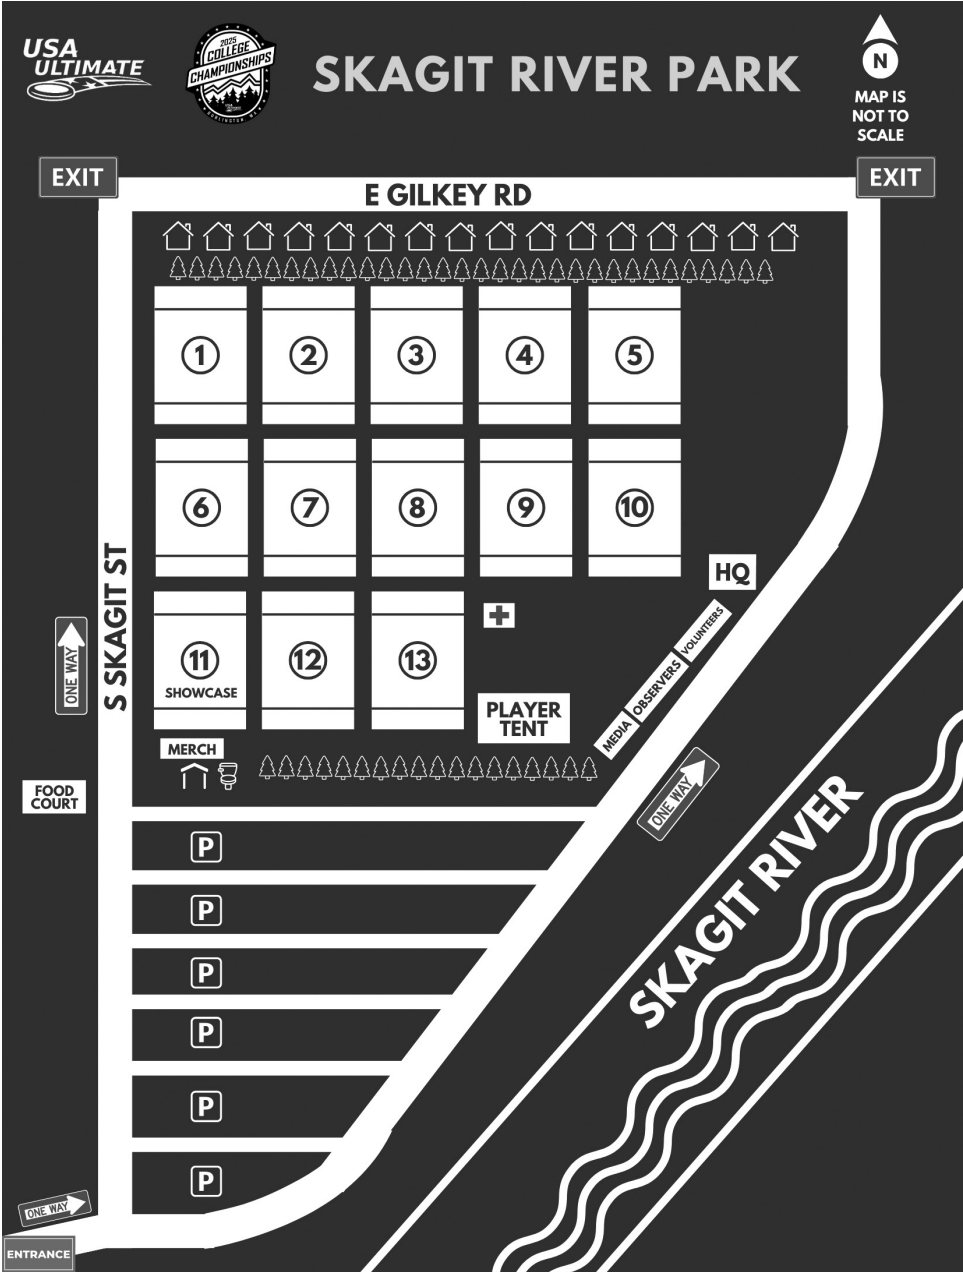 USA
ULTIMATE
2025
COLLEGE
CHAMPIONSHIPS
SKAGIT RIVER PARK
N
MAP IS
NOT TO
SCALE
EXIT
E GILKEY RD
EXIT
1
2
3
4
5
6
7
8
9
10
HQ
S SKAGIT ST
11
SHOWCASE
12
13
VOLUNTEERS
OBSERVERS
MEDIA
ONE WAY
PLAYER
TENT
MERCH
FOOD
COURT
ONE WAY
SKAGIT RIVER
P
P
P
P
P
P
ONE WAY
ENTRANCE